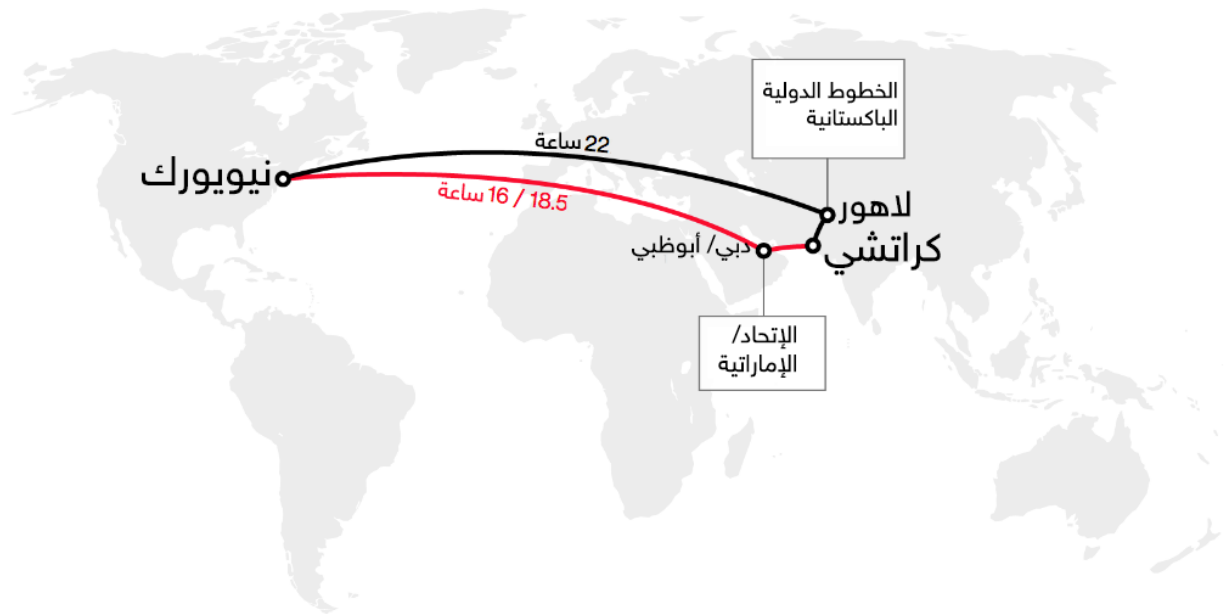 الخطوط الدولية
الباكستانية
22 ساعة
نيويورك
16 / 18.5 ساعة
لاهور
كراتشي
دبي/ أبوظبي
الإتحاد/
الإماراتية